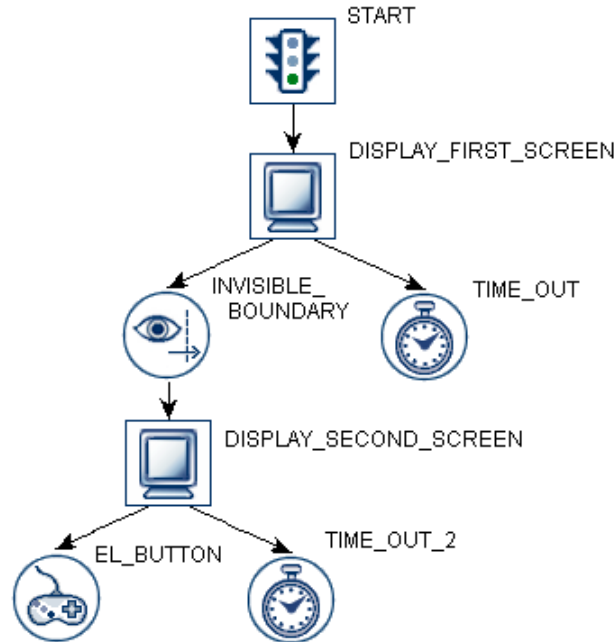 START
DISPLAY_FIRST_SCREEN
INVISIBLE_
BOUNDARY
TIME_OUT
DISPLAY_SECOND_SCREEN
EL_BUTTON
TIME_OUT_2